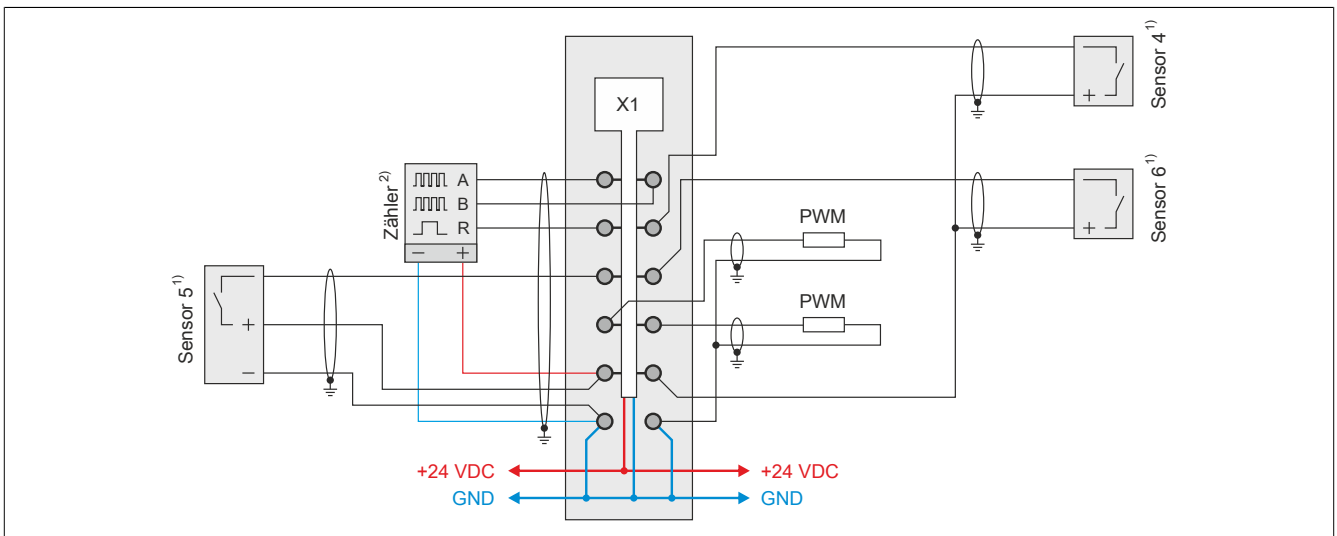 X1
Sensor 4 1)
+
Zähler 2)
A
B
R
− +
Sensor 6 1)
+
PWM
Sensor 5 1)
+
−
PWM
+24 VDC
+24 VDC
GND
GND